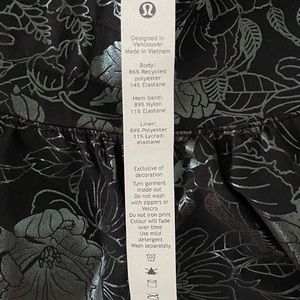 Designed in
Vancouver
Made in Vietnam
Body:
86% Recycled
polyester
14% Elastane
Hem band:
89% Nylon
11% Elastane
Liner:
89% Polyester
11% Lycra®
elastane
Exclusive of
decoration
Turn garment
inside out
Do not wash
with zippers or
Velcro
Do not iron print
Colour will fade
over time
Use mild
detergent
Wash separately